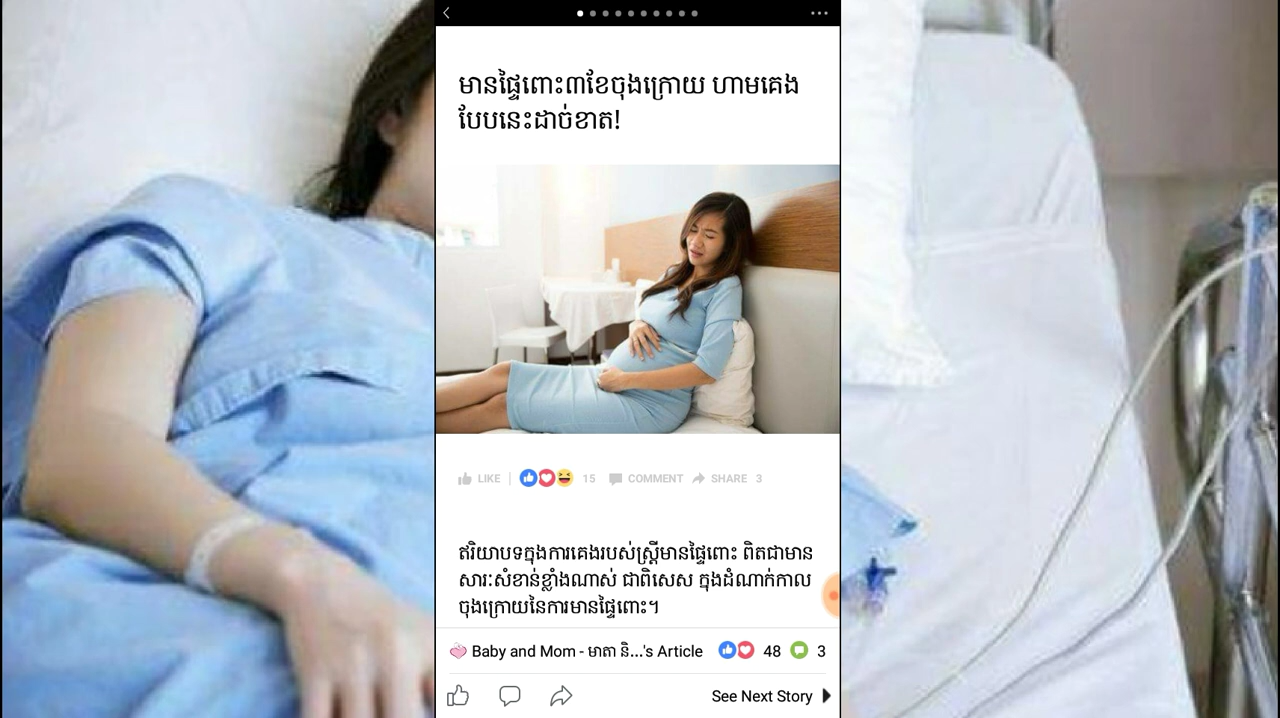 មានផ្ទៃពោះ៣ខែចុងក្រោយ ហាមគេង
បែបនេះដាច់ខាត!
LIKE 15 COMMENT SHARE 3
ឥរិយាបទក្នុងការគេងរបស់ស្ត្រីមានផ្ទៃពោះ ពិតជាមាន
សារៈសំខាន់ខ្លាំងណាស់ ជាពិសេស ក្នុងដំណាក់កាល
ចុងក្រោយនៃការមានផ្ទៃពោះ។
Baby and Mom - មាតា និ...'s Article 48 3
See Next Story